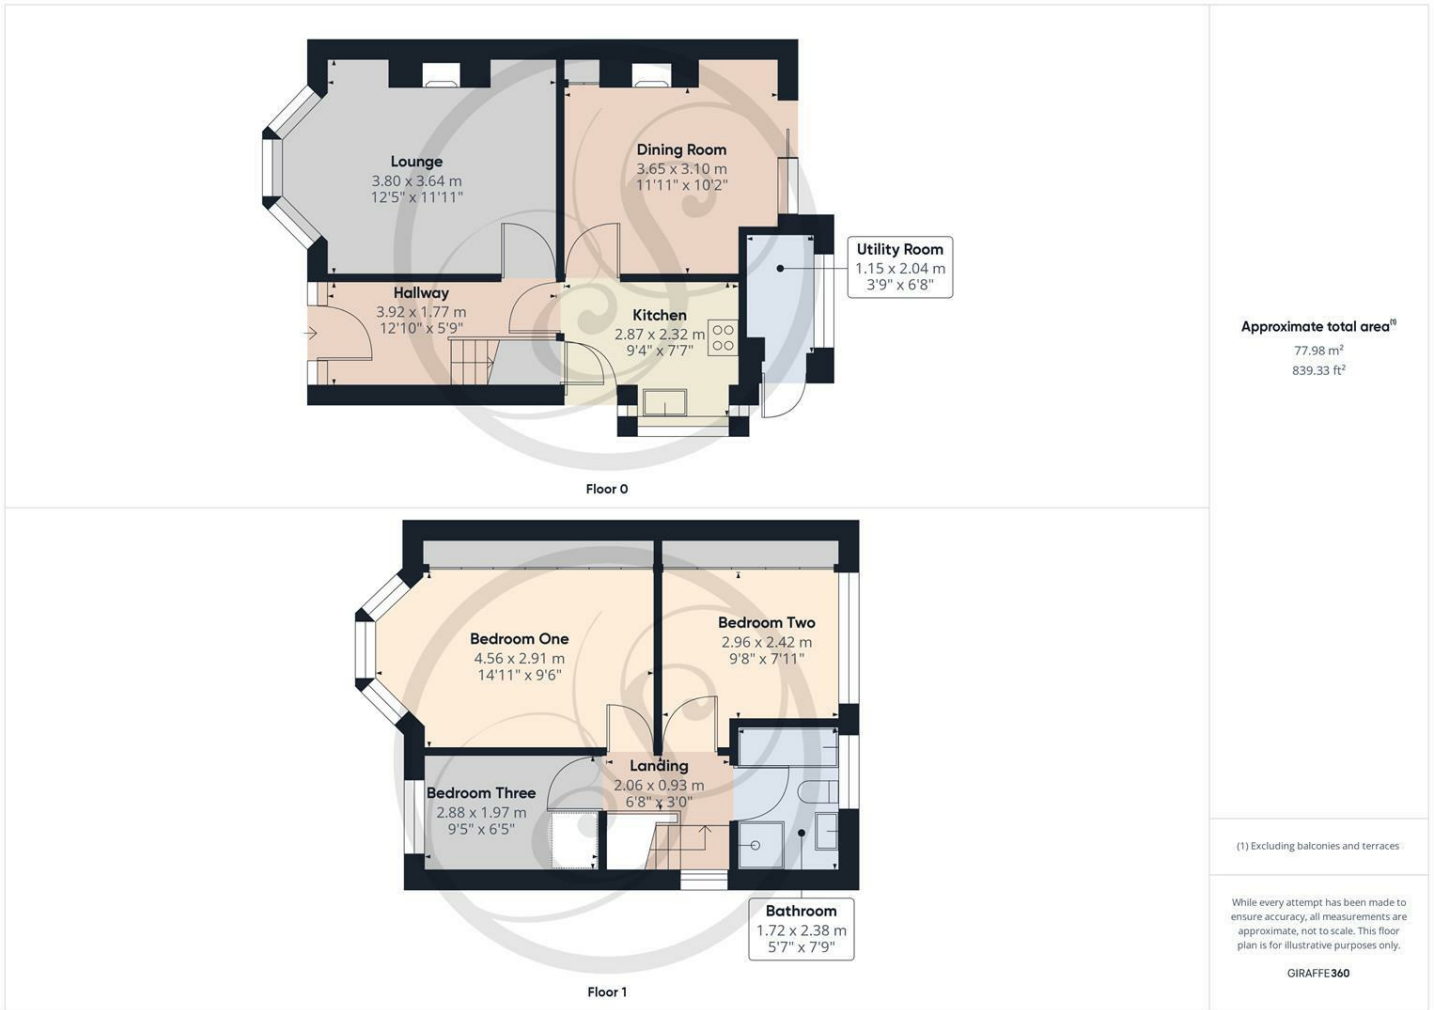 Lounge
3.80 x 3.64 m
12'5" x 11'11"
Dining Room
3.65 x 3.10 m
11'11" x 10'2"
Utility Room
1.15 x 2.04 m
3'9" x 6'8"
Hallway
3.92 x 1.77 m
12'10" x 5'9"
Kitchen
2.87 x 2.32 m
9'4" x 7'7"
Floor 0
Bedroom One
4.56 x 2.91 m
14'11" x 9'6"
Bedroom Two
2.96 x 2.42 m
9'8" x 7'11"
Landing
2.06 x 0.93 m
6'8" x 3'0"
Bedroom Three
2.88 x 1.97 m
9'5" x 6'5"
Bathroom
1.72 x 2.38 m
5'7" x 7'9"
Floor 1
Approximate total area⁽¹⁾
77.98 m²
839.33 ft²
(1) Excluding balconies and terraces
While every attempt has been made to
ensure accuracy, all measurements are
approximate, not to scale. This floor
plan is for illustrative purposes only.
GIRAFFE360